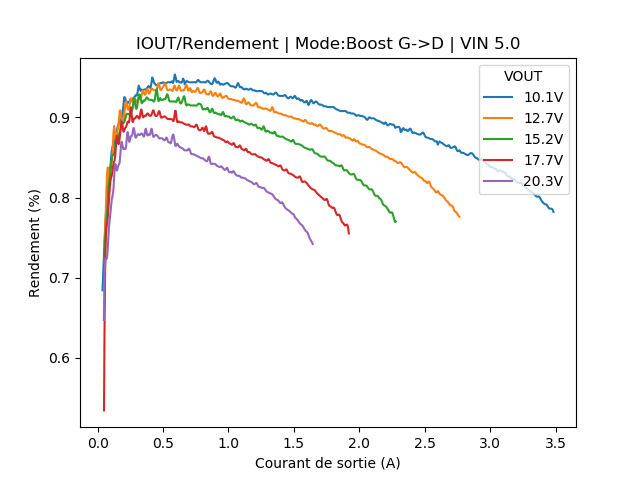 IOUT/Rendement | Mode:Boost G->D | VIN 5.0
VOUT
10.1V
12.7V
15.2V
17.7V
20.3V
Rendement (%)
0.9
0.8
0.7
0.6
0.0 0.5 1.0 1.5 2.0 2.5 3.0 3.5
Courant de sortie (A)